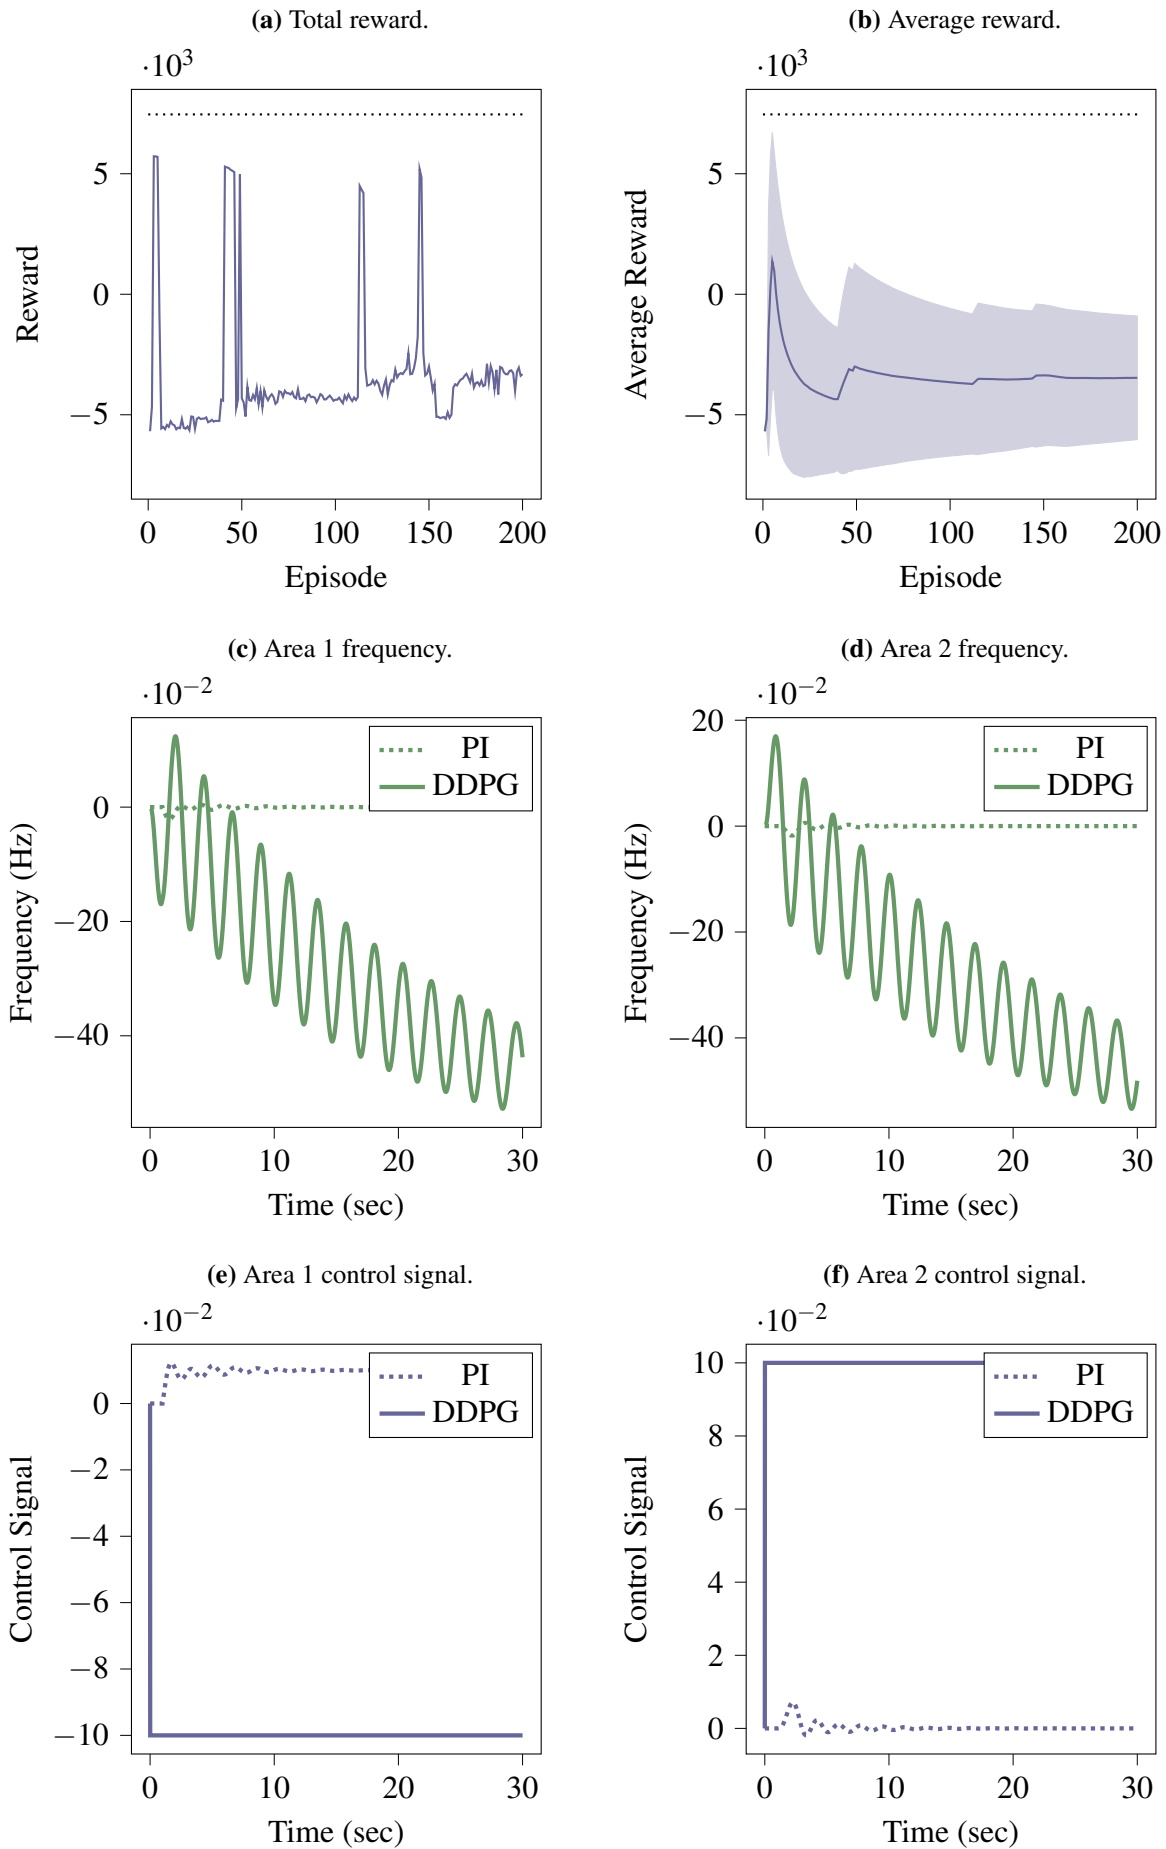 (a) Total reward.
·10³
5
0
−5
Reward
0 50 100 150 200
Episode
(b) Average reward.
·10³
5
0
−5
Average Reward
0 50 100 150 200
Episode
(c) Area 1 frequency.
·10⁻²
0
−20
−40
Frequency (Hz)
PI
DDPG
0 10 20 30
Time (sec)
(d) Area 2 frequency.
·10⁻²
20
0
−20
−40
Frequency (Hz)
PI
DDPG
0 10 20 30
Time (sec)
(e) Area 1 control signal.
·10⁻²
0
−2
−4
−6
−8
−10
Control Signal
PI
DDPG
0 10 20 30
Time (sec)
(f) Area 2 control signal.
·10⁻²
10
8
6
4
2
0
Control Signal
PI
DDPG
0 10 20 30
Time (sec)